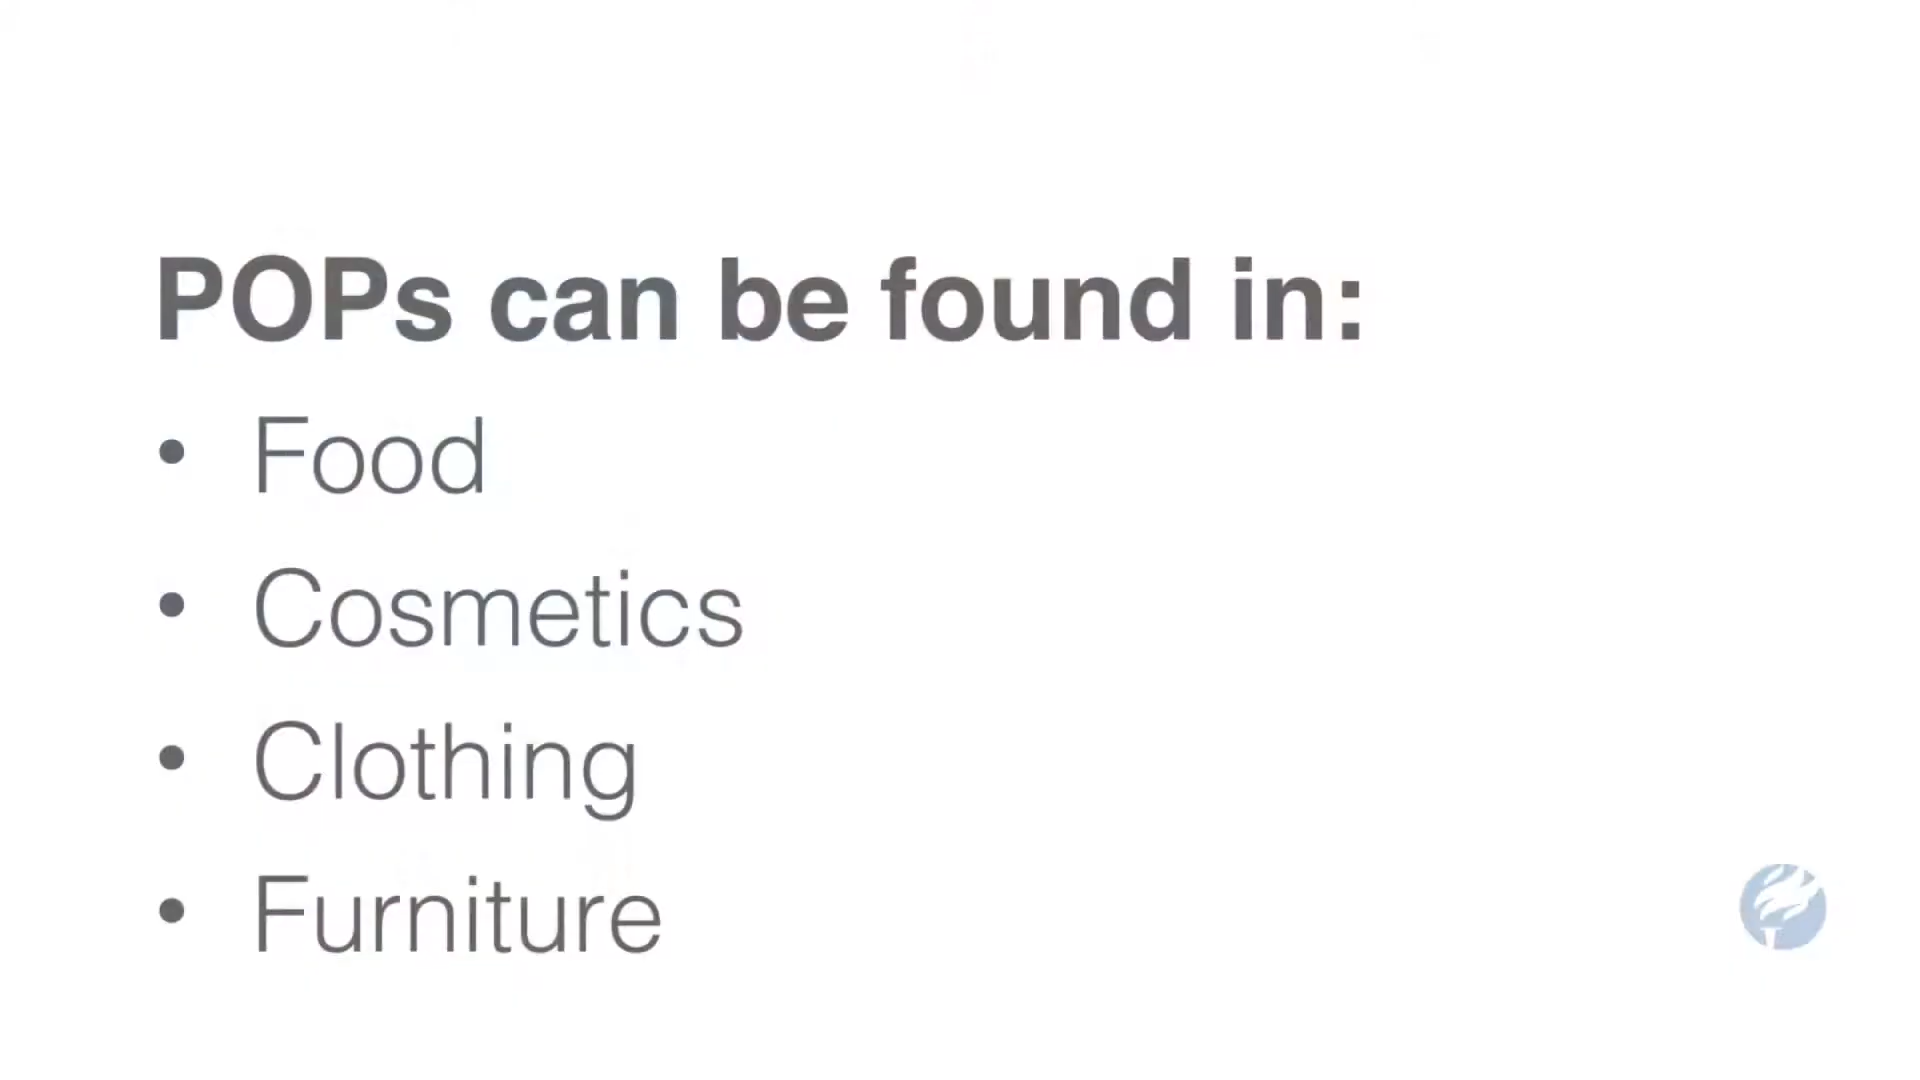 POPs can be found in:
• Food
• Cosmetics
• Clothing
• Furniture